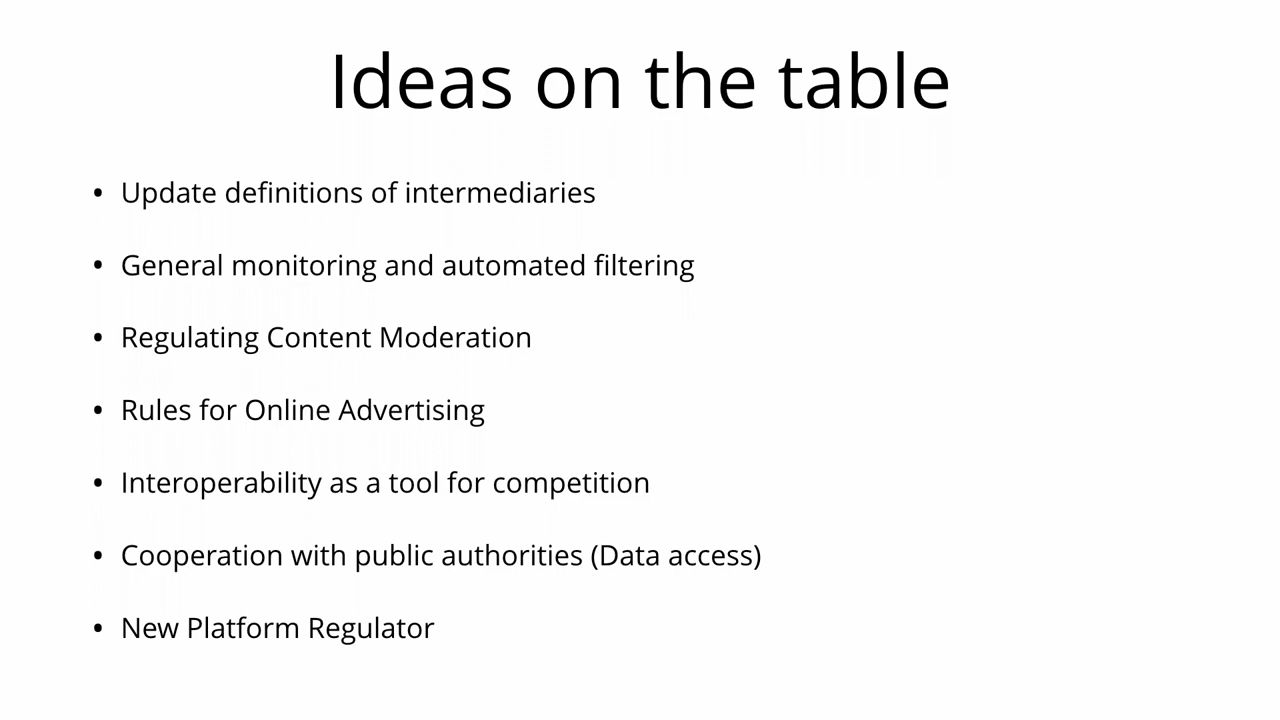 Ideas on the table
• Update definitions of intermediaries
• General monitoring and automated filtering
• Regulating Content Moderation
• Rules for Online Advertising
• Interoperability as a tool for competition
• Cooperation with public authorities (Data access)
• New Platform Regulator